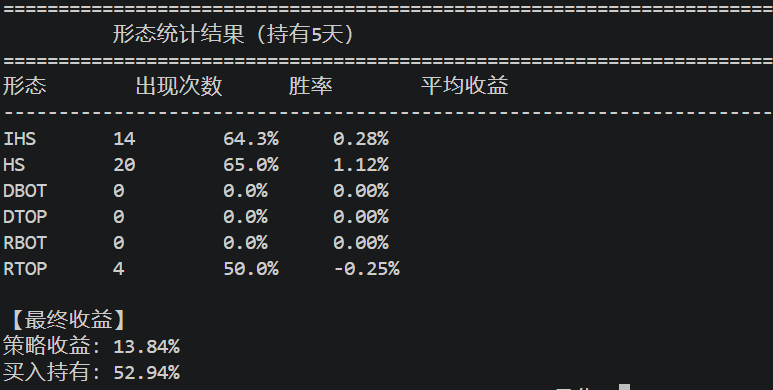 ======================================================================
形态统计结果（持有5天）
======================================================================
形态 出现次数 胜率 平均收益
----------------------------------------------------------------------
IHS 14 64.3% 0.28%
HS 20 65.0% 1.12%
DBOT 0 0.0% 0.00%
DTOP 0 0.0% 0.00%
RBOT 0 0.0% 0.00%
RTOP 4 50.0% -0.25%
【最终收益】
策略收益: 13.84%
买入持有: 52.94%